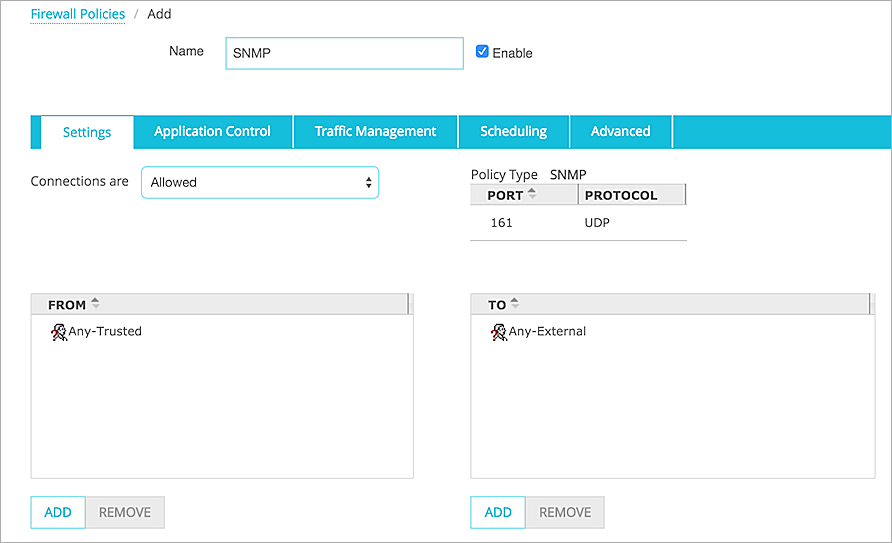 Firewall Policies / Add
Name SNMP Enable
Settings Application Control Traffic Management Scheduling Advanced
Connections are Allowed
Policy Type SNMP
PORT PROTOCOL
161 UDP
FROM
Any-Trusted
TO
Any-External
ADD REMOVE
ADD REMOVE